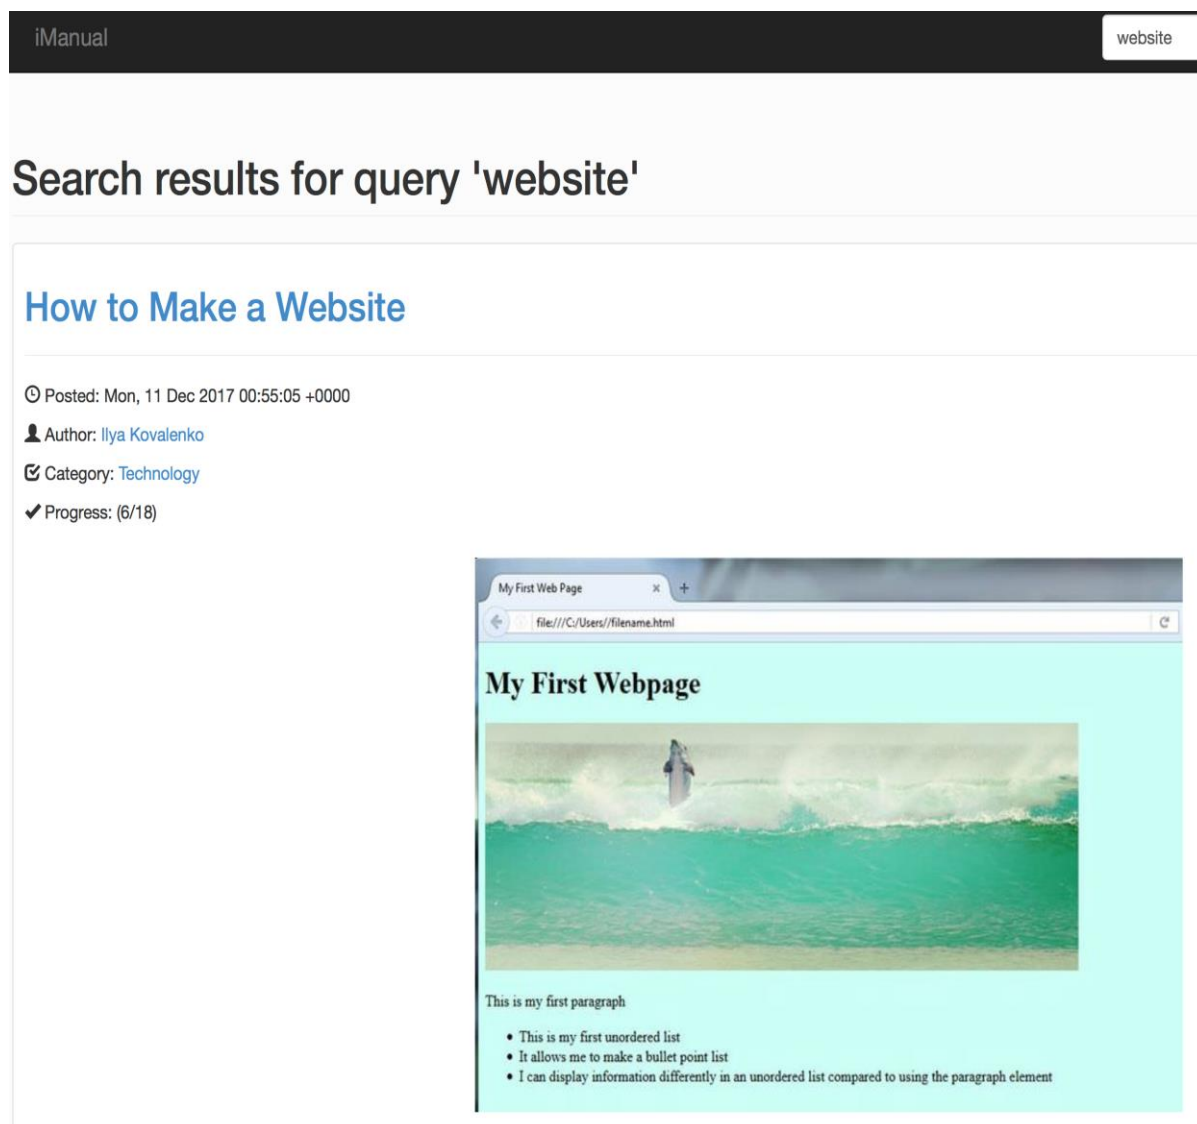 iManual
website
Search results for query 'website'
How to Make a Website
Posted: Mon, 11 Dec 2017 00:55:05 +0000
Author: Ilya Kovalenko
Category: Technology
Progress: (6/18)
My First Web Page
file:///C:/Users//filename.html
My First Webpage
This is my first paragraph
• This is my first unordered list
• It allows me to make a bullet point list
• I can display information differently in an unordered list compared to using the paragraph element